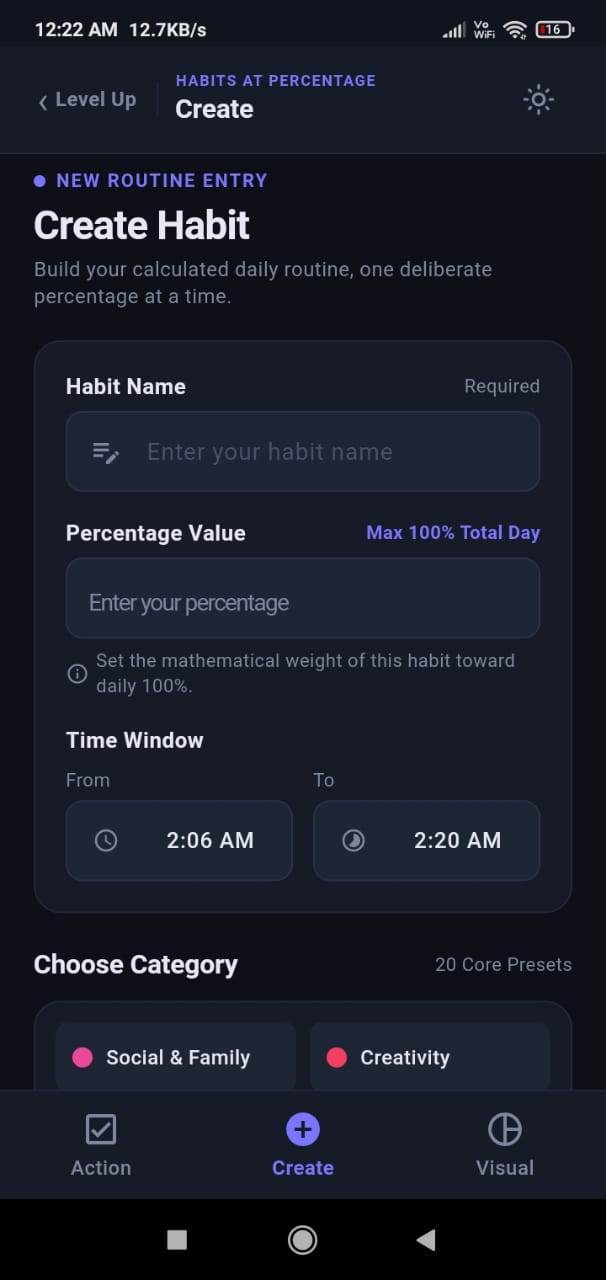 12:22 AM 12.7KB/s Vo WiFi 16
HABITS AT PERCENTAGE
‹ Level Up
Create
NEW ROUTINE ENTRY
Create Habit
Build your calculated daily routine, one deliberate
percentage at a time.
Habit Name Required
Enter your habit name
Percentage Value Max 100% Total Day
Enter your percentage
Set the mathematical weight of this habit toward
daily 100%.
Time Window
From To
2:06 AM 2:20 AM
Choose Category 20 Core Presets
Social & Family Creativity
Action Create Visual